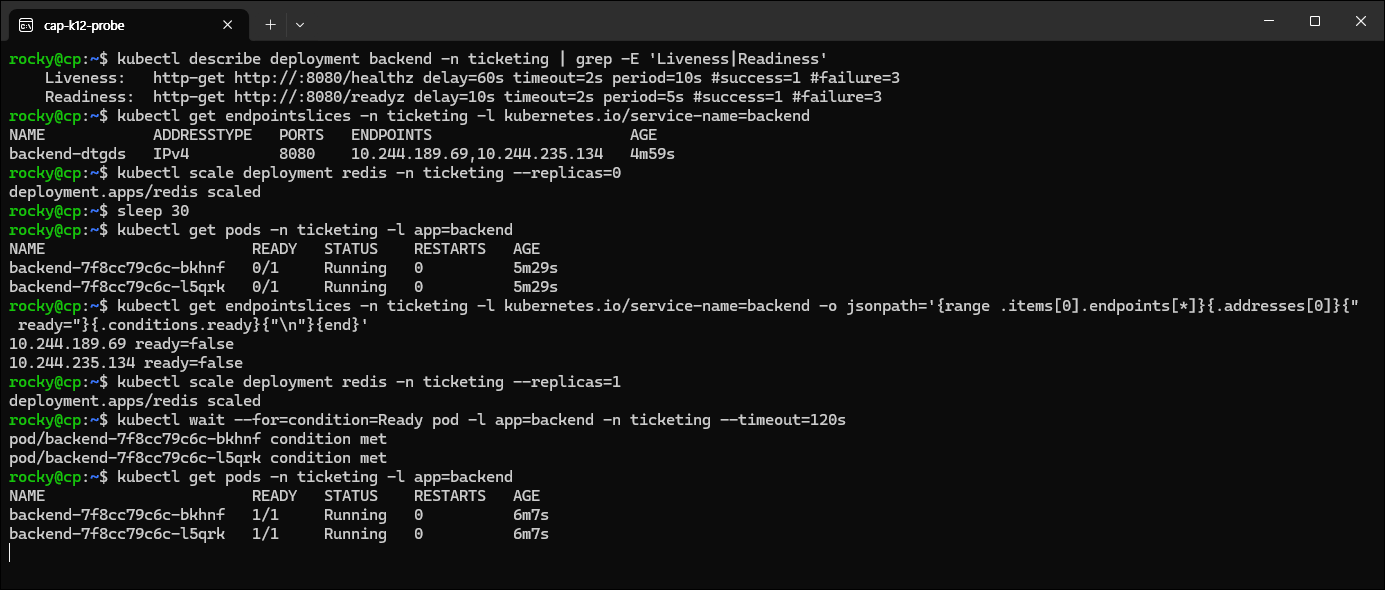 cap-k12-probe
rocky@cp:~$ kubectl describe deployment backend -n ticketing | grep -E 'Liveness|Readiness'
    Liveness:   http-get http://:8080/healthz delay=60s timeout=2s period=10s #success=1 #failure=3
    Readiness:  http-get http://:8080/readyz delay=10s timeout=2s period=5s #success=1 #failure=3
rocky@cp:~$ kubectl get endpointslices -n ticketing -l kubernetes.io/service-name=backend
NAME            ADDRESSTYPE   PORTS   ENDPOINTS                      AGE
backend-dtgds   IPv4          8080    10.244.189.69,10.244.235.134   4m59s
rocky@cp:~$ kubectl scale deployment redis -n ticketing --replicas=0
deployment.apps/redis scaled
rocky@cp:~$ sleep 30
rocky@cp:~$ kubectl get pods -n ticketing -l app=backend
NAME                       READY   STATUS    RESTARTS   AGE
backend-7f8cc79c6c-bkhnf   0/1     Running   0          5m29s
backend-7f8cc79c6c-l5qrk   0/1     Running   0          5m29s
rocky@cp:~$ kubectl get endpointslices -n ticketing -l kubernetes.io/service-name=backend -o jsonpath='{range .items[0].endpoints[*]}{.addresses[0]}{"
 ready="}{.conditions.ready}{"\n"}{end}'
10.244.189.69 ready=false
10.244.235.134 ready=false
rocky@cp:~$ kubectl scale deployment redis -n ticketing --replicas=1
deployment.apps/redis scaled
rocky@cp:~$ kubectl wait --for=condition=Ready pod -l app=backend -n ticketing --timeout=120s
pod/backend-7f8cc79c6c-bkhnf condition met
pod/backend-7f8cc79c6c-l5qrk condition met
rocky@cp:~$ kubectl get pods -n ticketing -l app=backend
NAME                       READY   STATUS    RESTARTS   AGE
backend-7f8cc79c6c-bkhnf   1/1     Running   0          6m7s
backend-7f8cc79c6c-l5qrk   1/1     Running   0          6m7s